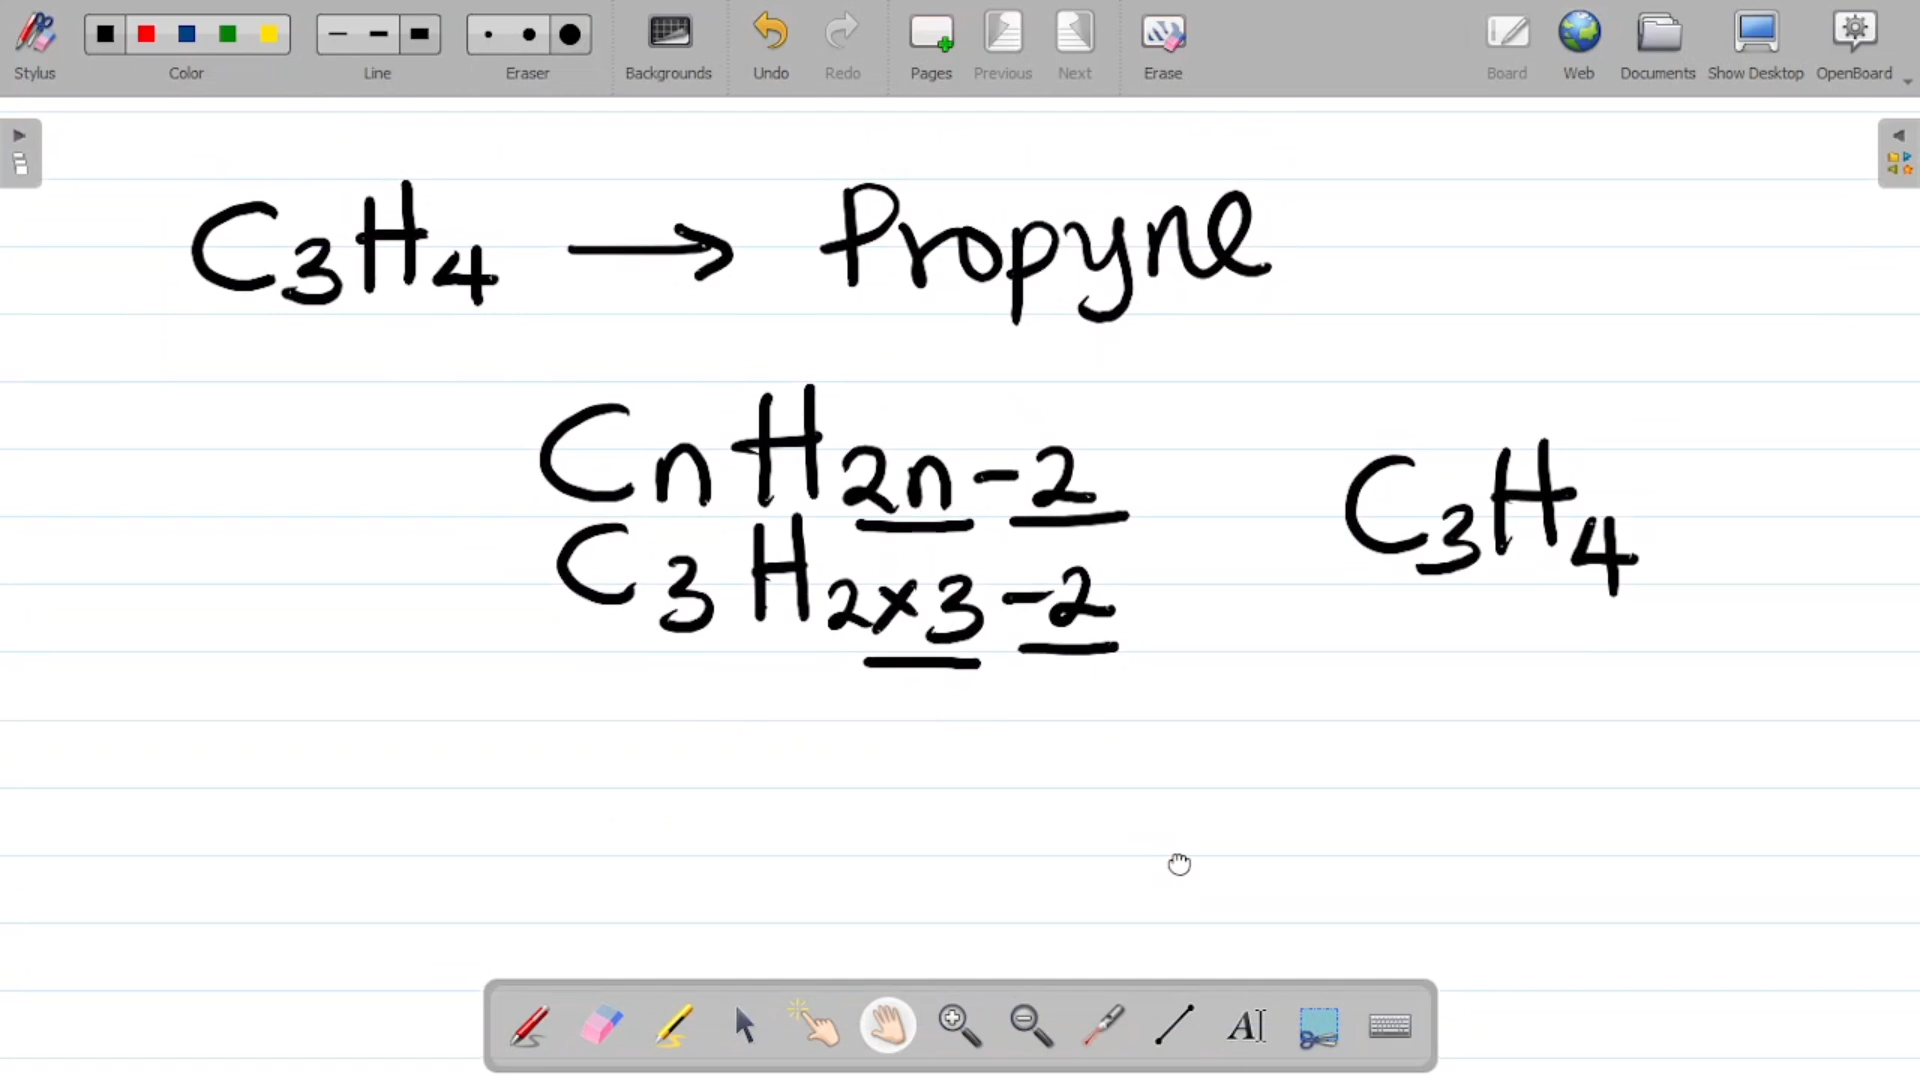 Stylus Color Line Eraser Backgrounds Undo Redo Pages Previous Next Erase Board Web Documents Show Desktop OpenBoard
C₃H₄ → Propyne
CnH₂n-₂
C₃H₂ₓ₃-₂
C₃H₄
A